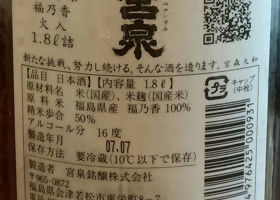 福乃香
火入
1.8ℓ詰
宮泉
新たな挑戦、努力し続ける。そんな酒を造ります。宮森大和
品目 日本酒 【内容量 1.8ℓ】
原材料名 米(国産)、米麹(国産米)
原料米 福島県産 福乃香 100%
精米歩合 50%
アルコール分 16度
製造年月 07.07
保存方法 要冷蔵(10℃以下で保存)
宮泉銘醸株式会社
〒965-0872
福島県会津若松市東栄町8-7
プラ
キャップ
(中栓)
4976425000951